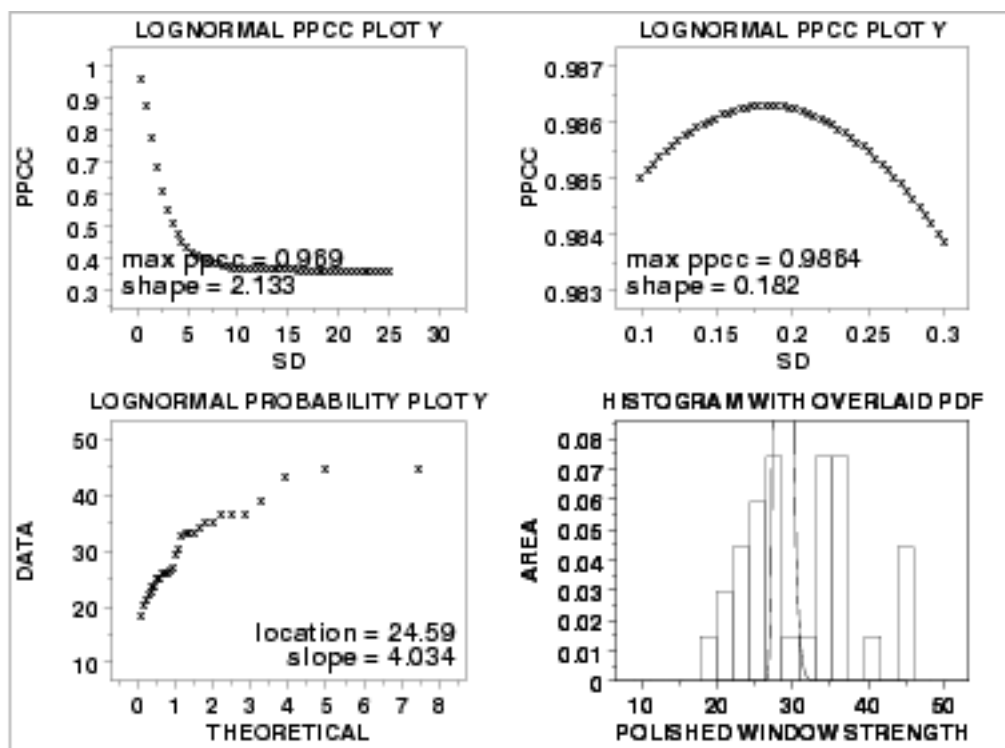 LOGNORMAL PPCC PLOT Y
PPCC
1
0.9
0.8
0.7
0.6
0.5
0.4
0.3
max ppcc = 0.969
shape = 2.133
0 5 10 15 20 25 30
SD
LOGNORMAL PPCC PLOT Y
PPCC
0.987
0.986
0.985
0.984
0.983
max ppcc = 0.9864
shape = 0.182
0.1 0.15 0.2 0.25 0.3
SD
LOGNORMAL PROBABILITY PLOT Y
DATA
50
40
30
20
10
location = 24.59
slope = 4.034
0 1 2 3 4 5 6 7 8
THEORETICAL
HISTOGRAM WITH OVERLAID PDF
AREA
0.08
0.07
0.06
0.05
0.04
0.03
0.02
0.01
0
10 20 30 40 50
POLISHED WINDOW STRENGTH